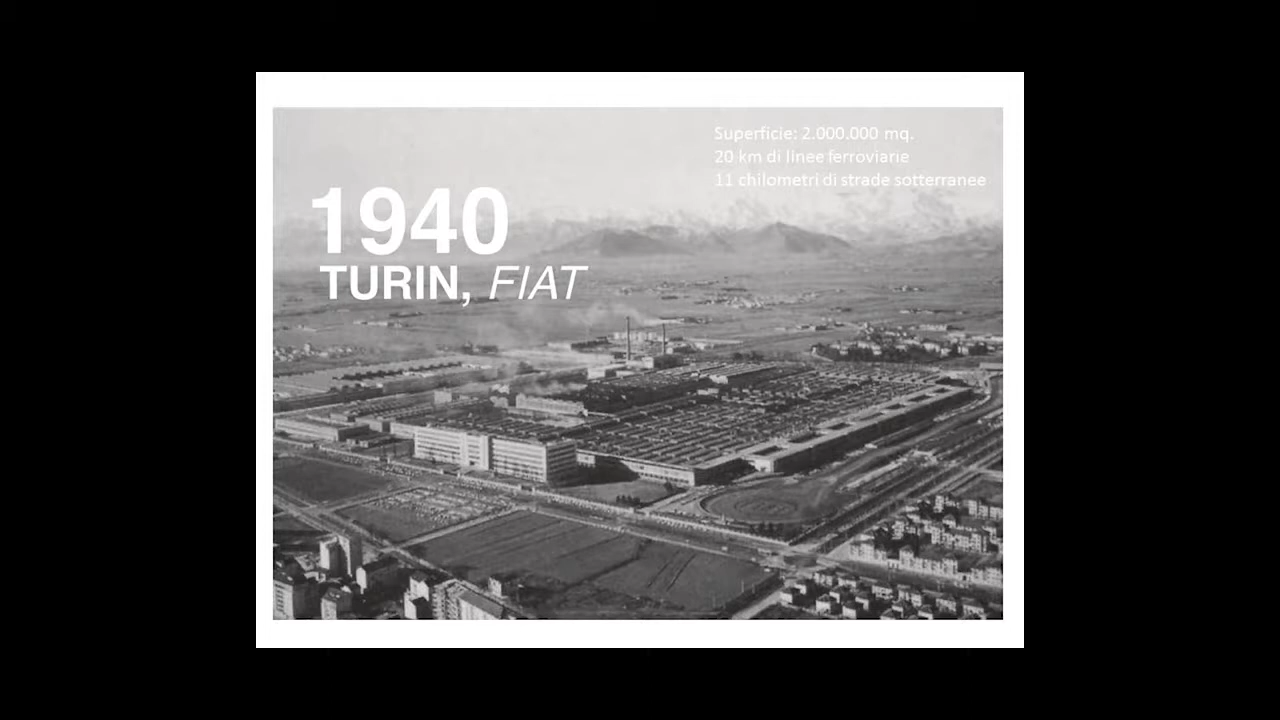 Superficie: 2.000.000 mq.
20 km di linee ferroviarie
11 chilometri di strade sotterranee
1940
TURIN, FIAT